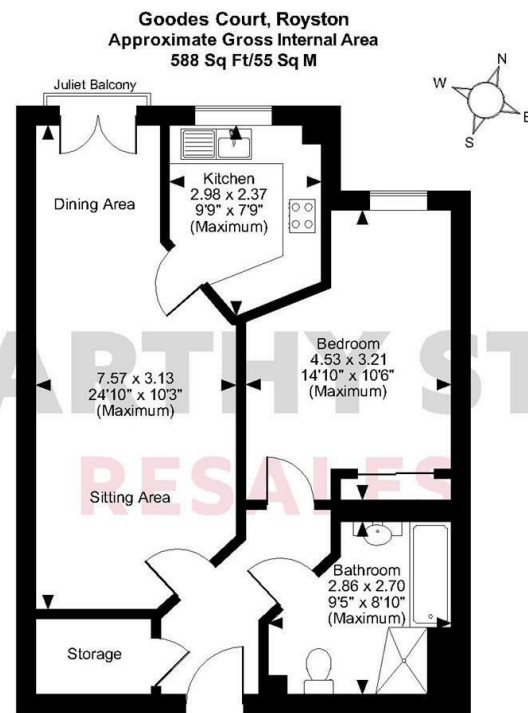 Goodes Court, Royston
Approximate Gross Internal Area
588 Sq Ft/55 Sq M
N
W
E
S
Juliet Balcony
Dining Area
Kitchen
2.98 x 2.37
9'9" x 7'9"
(Maximum)
Bedroom
4.53 x 3.21
14'10" x 10'6"
(Maximum)
7.57 x 3.13
24'10" x 10'3"
(Maximum)
ARTHY ST
RESALES
Sitting Area
Bathroom
2.86 x 2.70
9'5" x 8'10"
(Maximum)
Storage